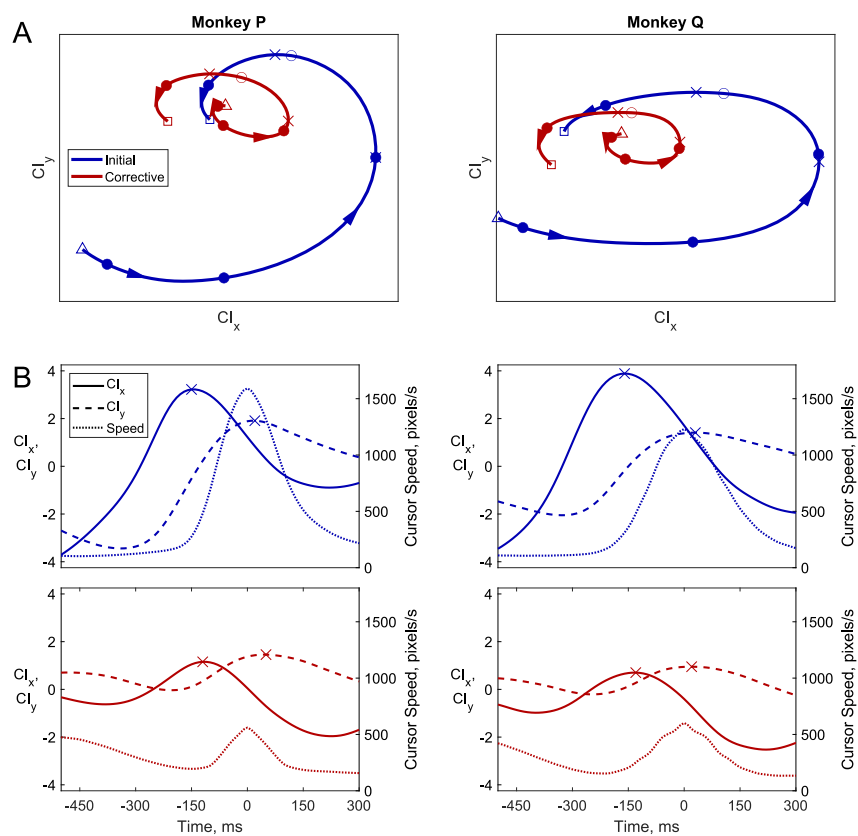 A
Monkey P
Monkey Q
CIy
CIy
Initial
Corrective
CIx
CIx
B
CIx
CIy
Speed
4
2
0
-2
-4
CIx,
CIy
1500
1000
500
0
Cursor Speed, pixels/s
4
2
0
-2
-4
CIx,
CIy
1500
1000
500
0
Cursor Speed, pixels/s
4
2
0
-2
-4
CIx,
CIy
1500
1000
500
0
Cursor Speed, pixels/s
-450 -300 -150 0 150 300
Time, ms
4
2
0
-2
-4
CIx,
CIy
1500
1000
500
0
Cursor Speed, pixels/s
-450 -300 -150 0 150 300
Time, ms